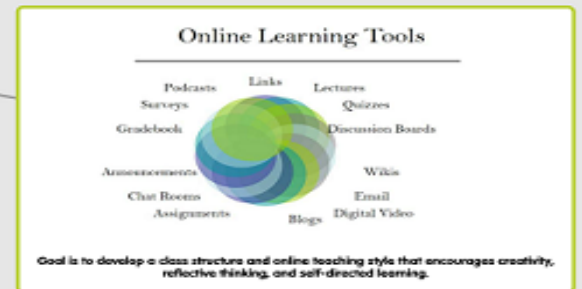 Online Learning Tools
Links
Podcasts
Lectures
Surveys
Quizzes
Gradebook
Discussion Boards
Announcements
Wikis
Chat Rooms
Email
Assignments
Digital Video
Blogs
Goal is to develop a class structure and online teaching style that encourages creativity,
reflective thinking, and self-directed learning.